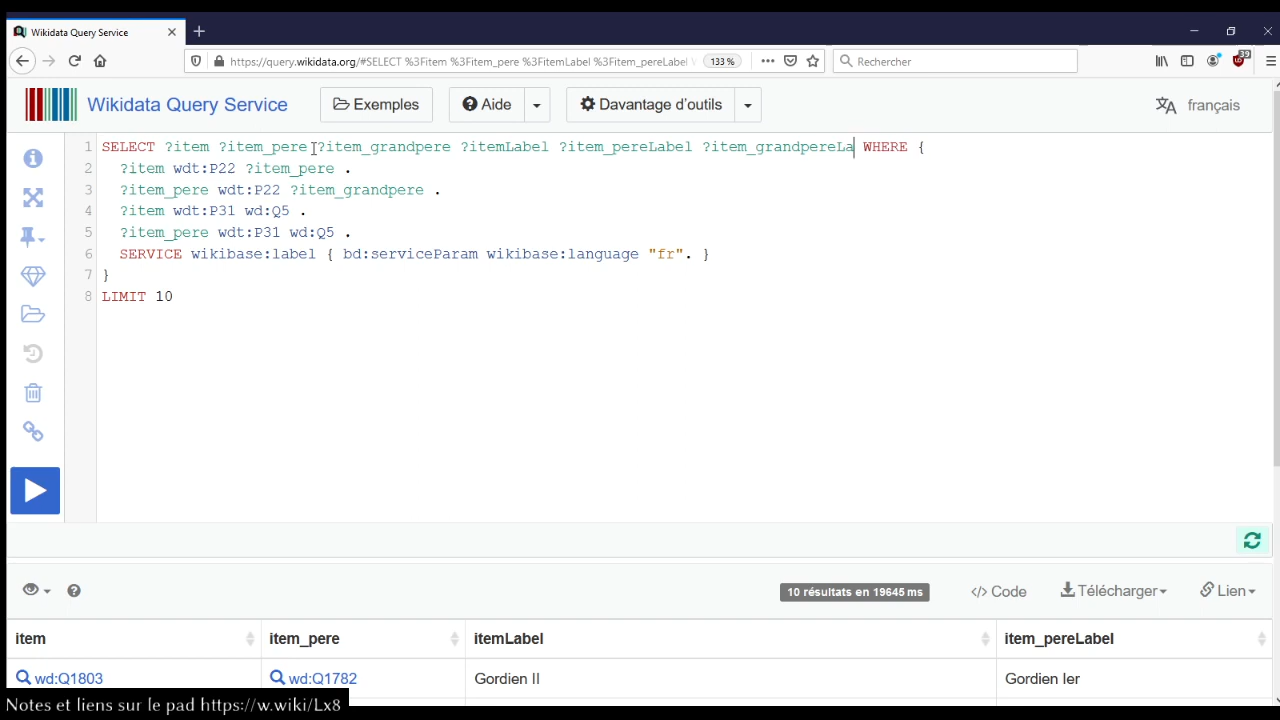 Wikidata Query Service
https://query.wikidata.org/#SELECT %3Fitem %3Fitem_pere %3FitemLabel %3Fitem_pereLabel
133 %
Rechercher
39
Wikidata Query Service
Exemples
Aide
Davantage d'outils
français
1 SELECT ?item ?item_pere ?item_grandpere ?itemLabel ?item_pereLabel ?item_grandpereLa WHERE {
2 ?item wdt:P22 ?item_pere .
3 ?item_pere wdt:P22 ?item_grandpere .
4 ?item wdt:P31 wd:Q5 .
5 ?item_pere wdt:P31 wd:Q5 .
6 SERVICE wikibase:label { bd:serviceParam wikibase:language "fr". }
7 }
8 LIMIT 10
10 résultats en 19645 ms
</> Code
Télécharger
Lien
item item_pere itemLabel item_pereLabel
wd:Q1803 wd:Q1782 Gordien II Gordien Ier
Notes et liens sur le pad https://w.wiki/Lx8